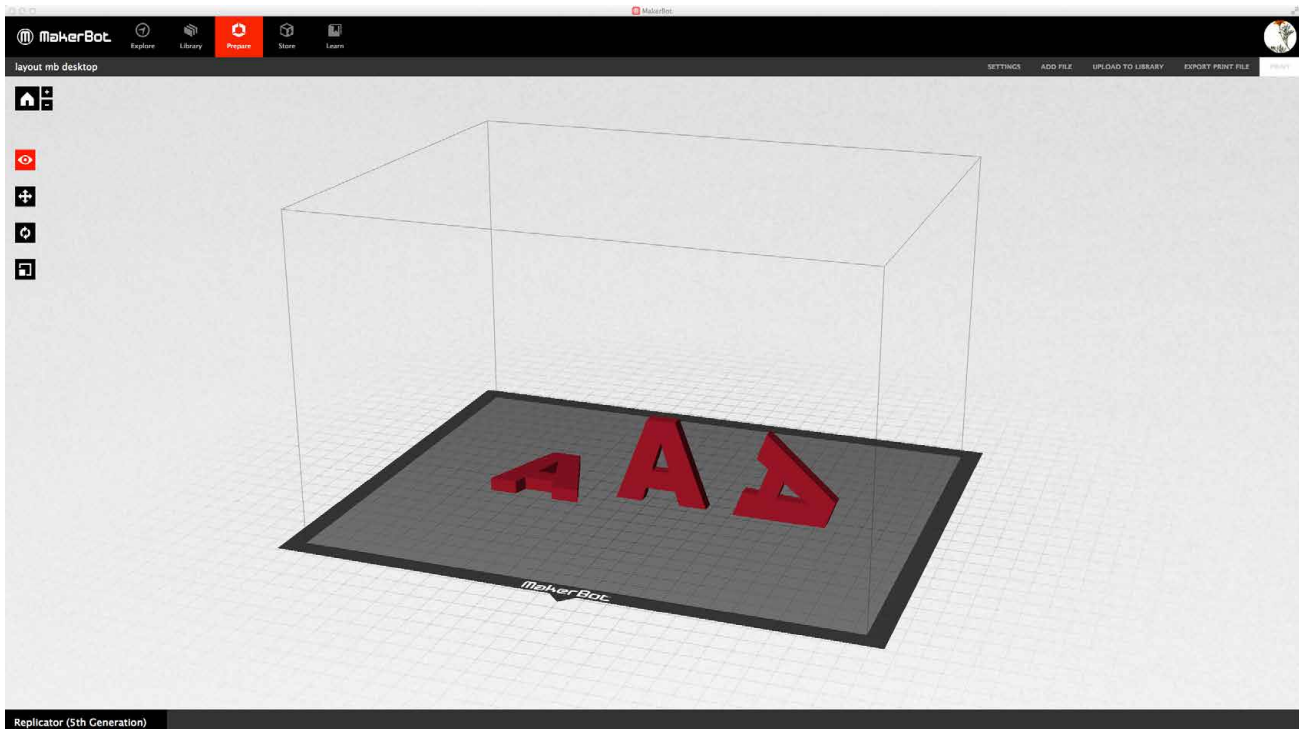 MakerBot
MakerBot
Explore
Library
Prepare
Store
Learn
layout mb desktop
SETTINGS
ADD FILE
UPLOAD TO LIBRARY
EXPORT PRINT FILE
PRINT
A A A
MakerBot
Replicator (5th Generation)